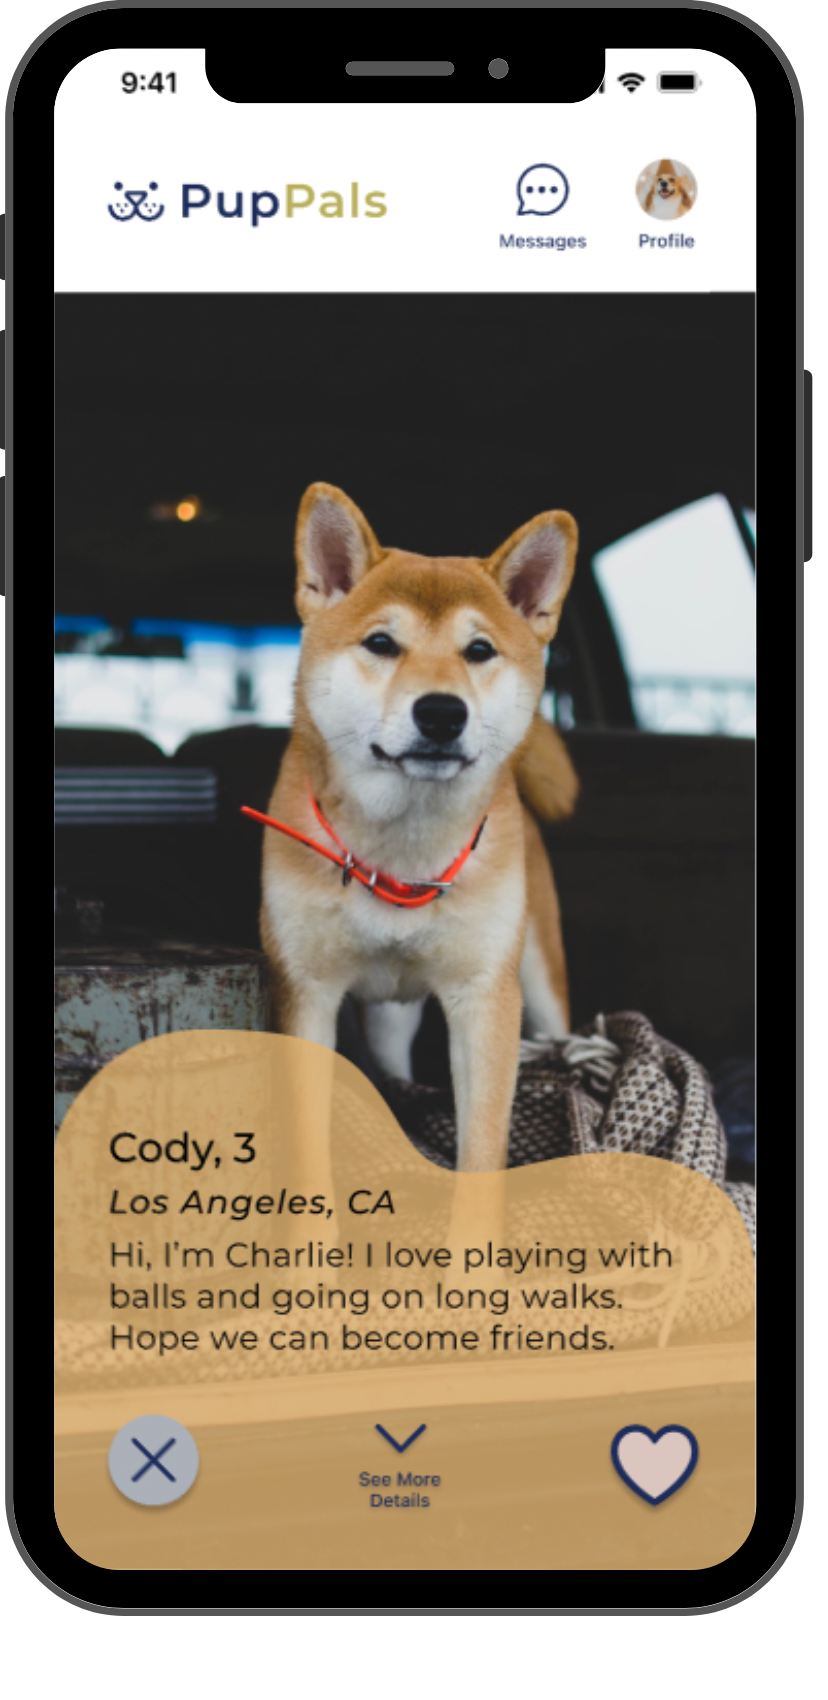 9:41
PupPals
Messages
Profile
Cody, 3
Los Angeles, CA
Hi, I'm Charlie! I love playing with
balls and going on long walks.
Hope we can become friends.
See More
Details